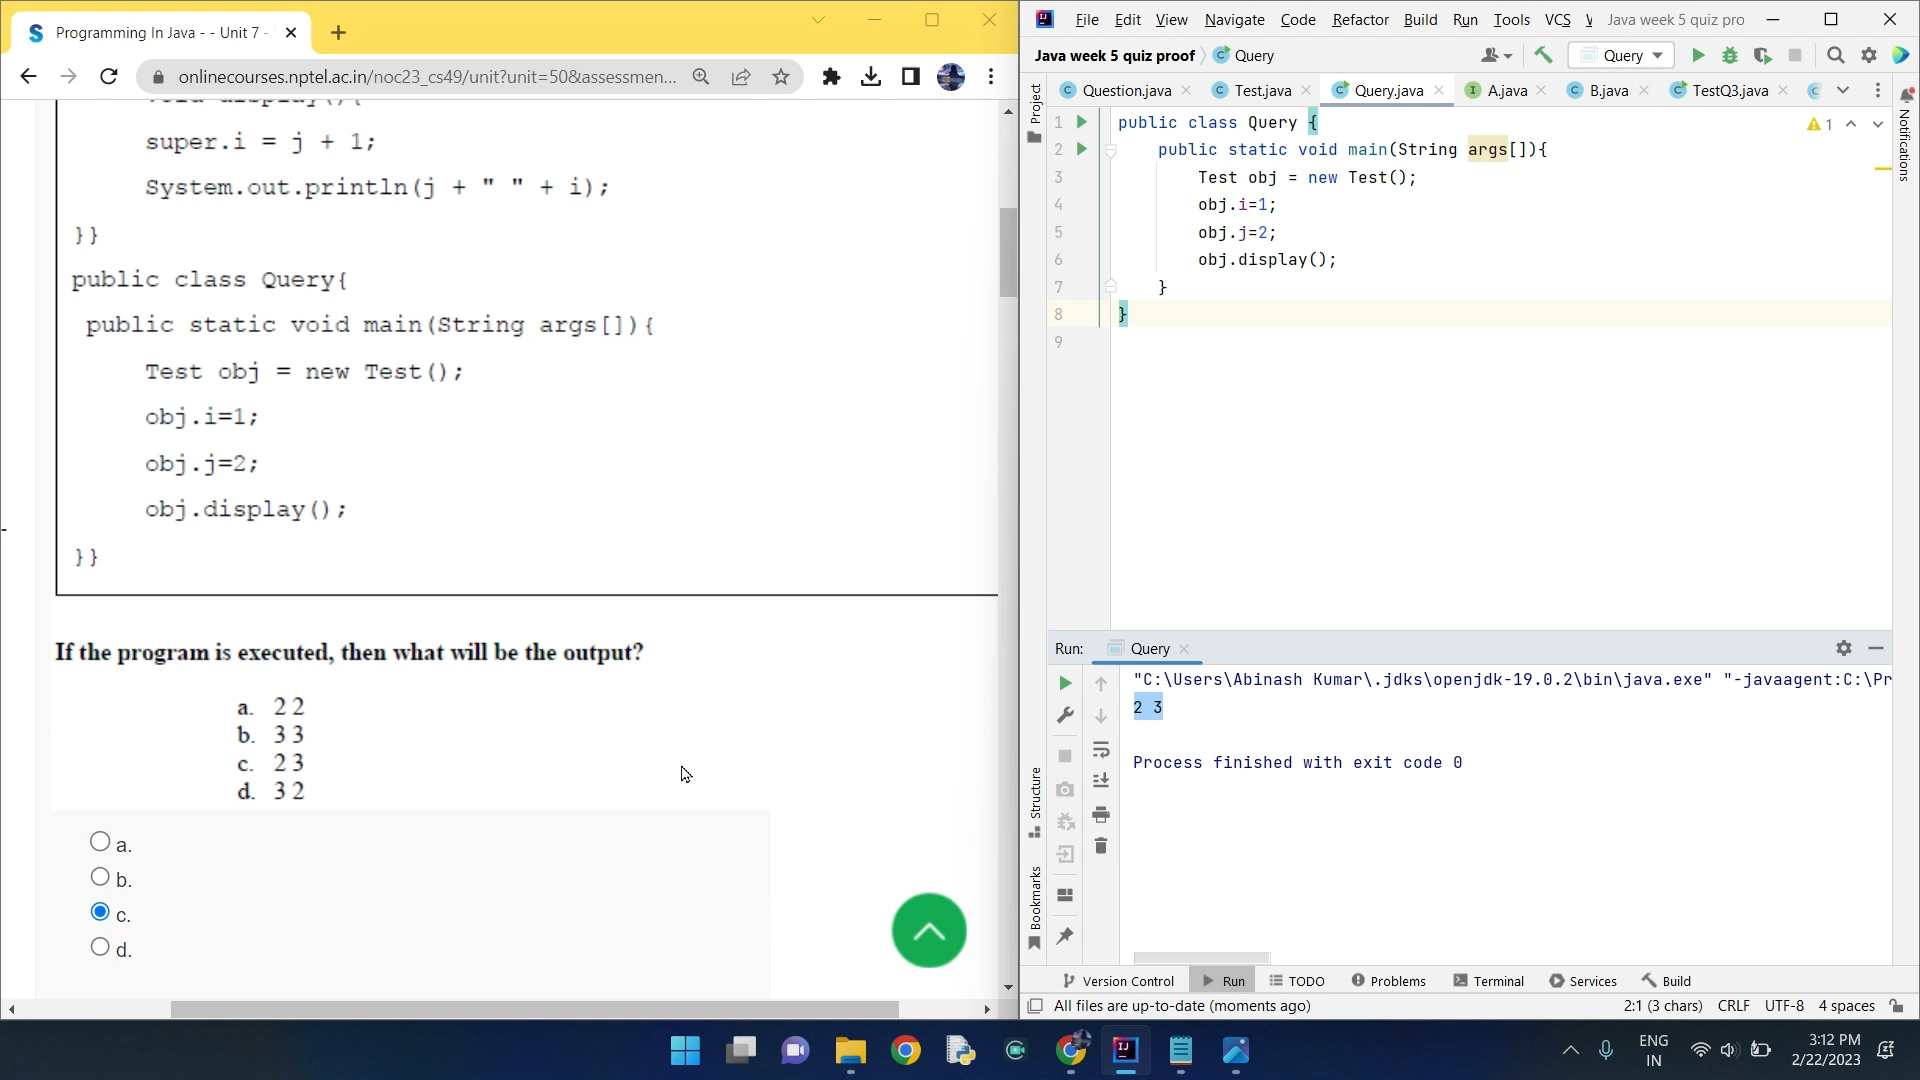 Programming In Java - - Unit 7 -
onlinecourses.nptel.ac.in/noc23_cs49/unit?unit=50&assessmen...
void display(){
super.i = j + 1;
System.out.println(j + " " + i);
}}
public class Query{
public static void main(String args[]){
Test obj = new Test();
obj.i=1;
obj.j=2;
obj.display();
}}
If the program is executed, then what will be the output?
a. 2 2
b. 3 3
c. 2 3
d. 3 2
a.
b.
c.
d.
File Edit View Navigate Code Refactor Build Run Tools VCS Java week 5 quiz pro
Java week 5 quiz proof Query
Query
Project
Question.java Test.java Query.java A.java B.java TestQ3.java
Notifications
1 public class Query {
2 public static void main(String args[]){
3 Test obj = new Test();
4 obj.i=1;
5 obj.j=2;
6 obj.display();
7 }
8 }
9
1
Run: Query
"C:\Users\Abinash Kumar\.jdks\openjdk-19.0.2\bin\java.exe" "-javaagent:C:\Pr
2 3
Process finished with exit code 0
Structure
Bookmarks
Version Control Run TODO Problems Terminal Services Build
All files are up-to-date (moments ago) 2:1 (3 chars) CRLF UTF-8 4 spaces
ENG
IN
3:12 PM
2/22/2023